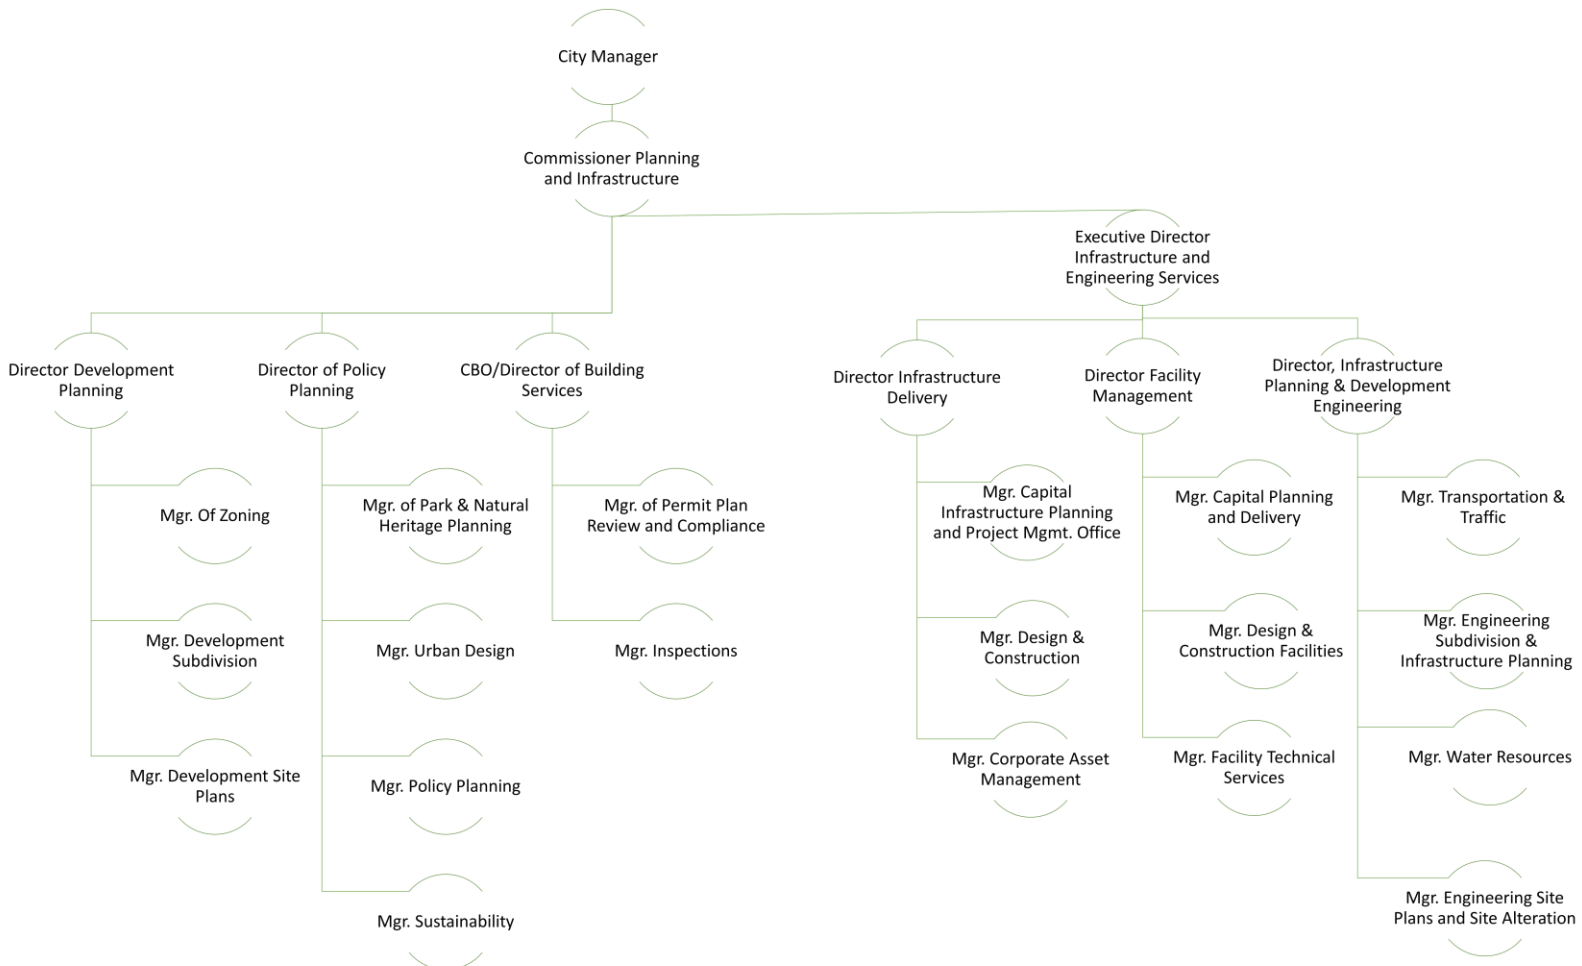 City Manager
Commissioner Planning
and Infrastructure
Executive Director
Infrastructure and
Engineering Services
Director Development
Planning
Director of Policy
Planning
CBO/Director of Building
Services
Director Infrastructure
Delivery
Director Facility
Management
Director, Infrastructure
Planning & Development
Engineering
Mgr. Of Zoning
Mgr. Development
Subdivision
Mgr. Development Site
Plans
Mgr. of Park & Natural
Heritage Planning
Mgr. Urban Design
Mgr. Policy Planning
Mgr. Sustainability
Mgr. of Permit Plan
Review and Compliance
Mgr. Inspections
Mgr. Capital
Infrastructure Planning
and Project Mgmt. Office
Mgr. Design &
Construction
Mgr. Corporate Asset
Management
Mgr. Capital Planning
and Delivery
Mgr. Design &
Construction Facilities
Mgr. Facility Technical
Services
Mgr. Transportation &
Traffic
Mgr. Engineering
Subdivision &
Infrastructure Planning
Mgr. Water Resources
Mgr. Engineering Site
Plans and Site Alteration